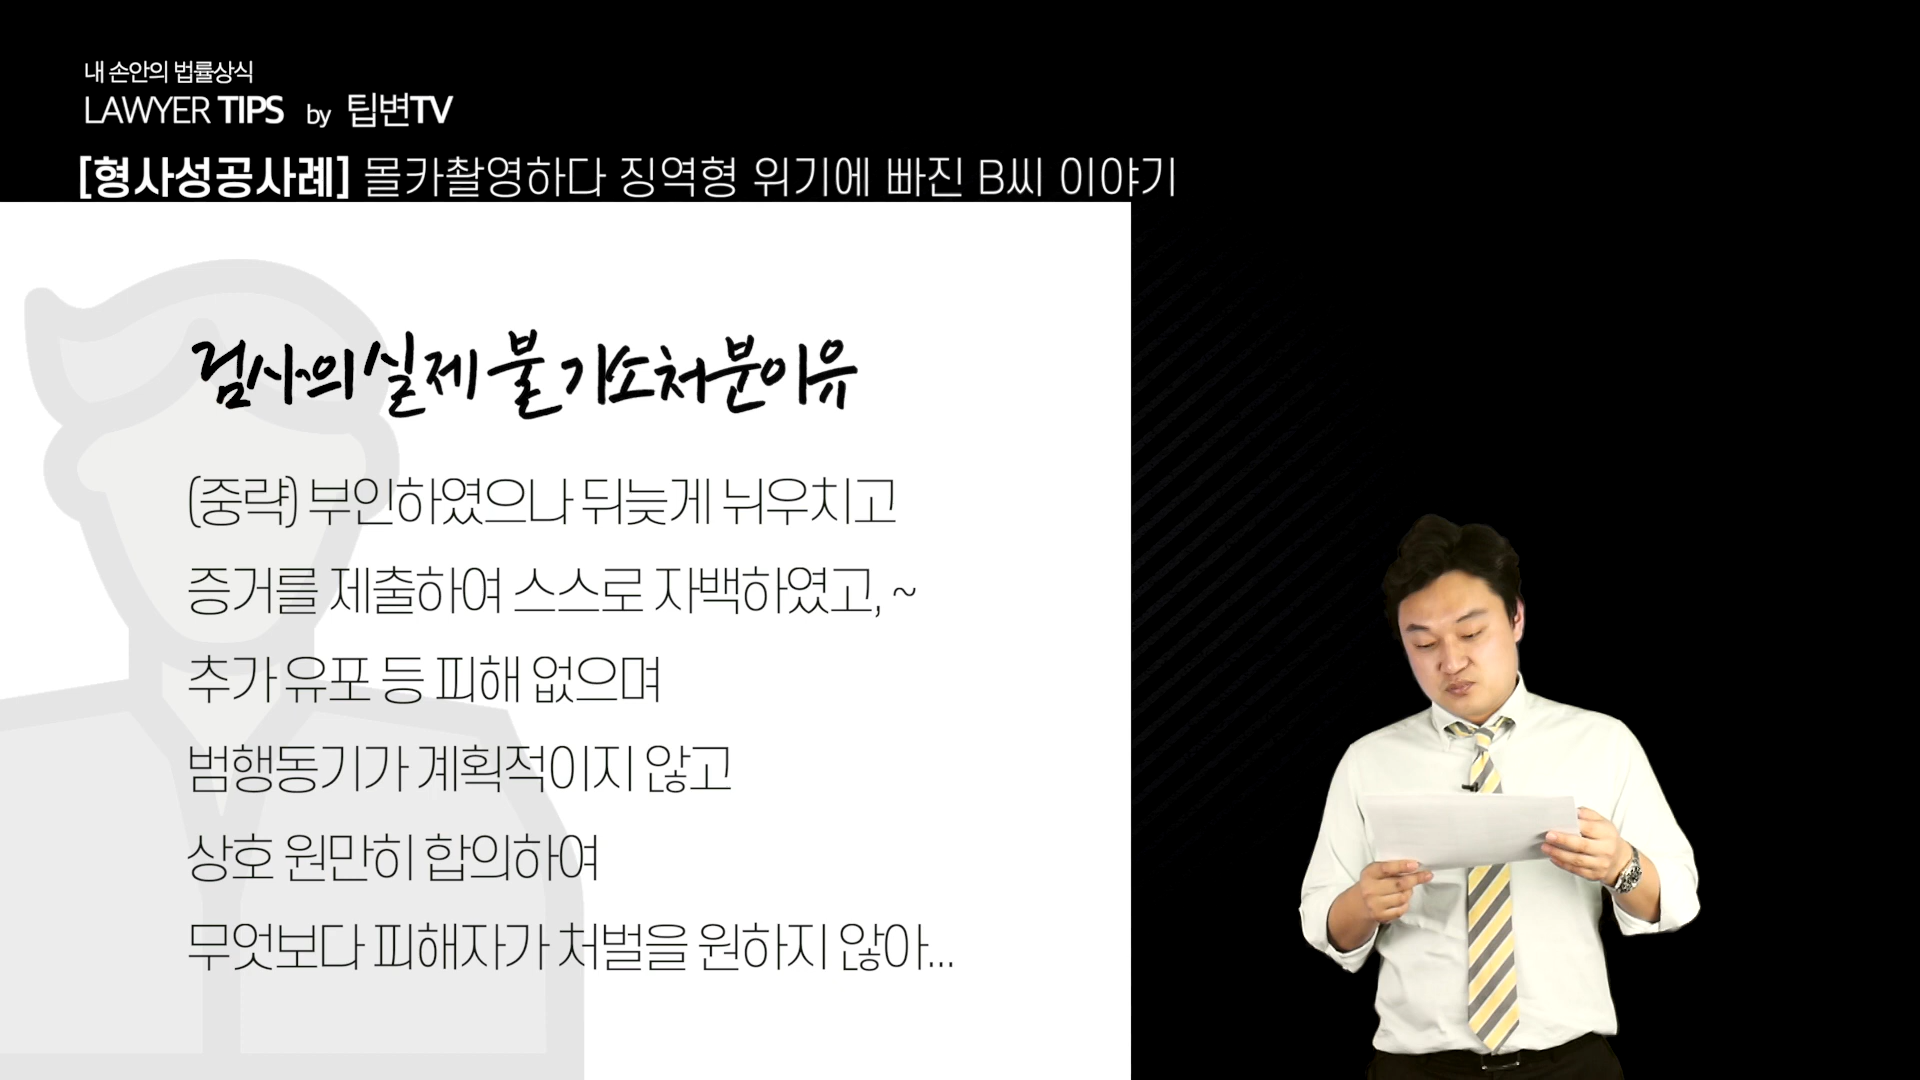 내 손안의 법률상식
LAWYER TIPS by 팁변TV
[형사성공사례] 몰카촬영하다 징역형 위기에 빠진 B씨 이야기
검사의 실제 불기소처분이유
(중략) 부인하였으나 뒤늦게 뉘우치고
증거를 제출하여 스스로 자백하였고, ~
추가 유포 등 피해 없으며
범행동기가 계획적이지 않고
상호 원만히 합의하여
무엇보다 피해자가 처벌을 원하지 않아...